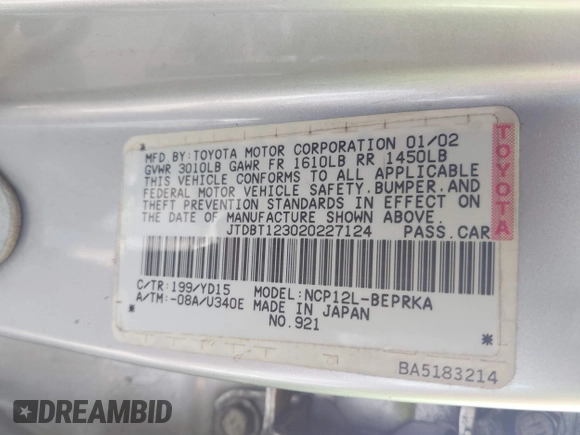 MFD.BY:TOYOTA MOTOR CORPORATION 01/02
GVWR 3010LB GAWR FR 1610LB RR 1450LB
THIS VEHICLE CONFORMS TO ALL APPLICABLE
FEDERAL MOTOR VEHICLE SAFETY.BUMPER.AND
THEFT PREVENTION STANDARDS IN EFFECT ON
THE DATE OF MANUFACTURE SHOWN ABOVE.
JTDBT123020227124 PASS.CAR
TOYOTA
C/TR:199/YD15 MODEL:NCP12L-BEPRKA
A/TM:-08A/U340E MADE IN JAPAN
NO.921
BA5183214
DREAMBID